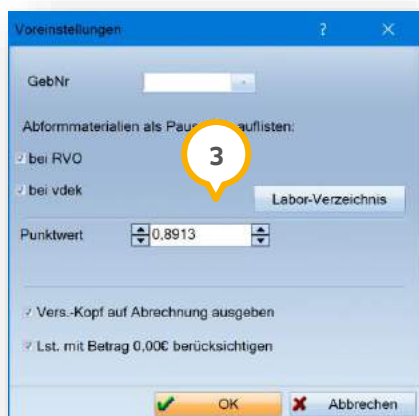 Voreinstellungen ? ×
GebNr
Abformmaterialien als auflisten:
bei RVO
3
bei vdek
Labor-Verzeichnis
Punktwert 0,8913
Vers.-Kopf auf Abrechnung ausgeben
Lst. mit Betrag 0,00€ berücksichtigen
OK Abbrechen